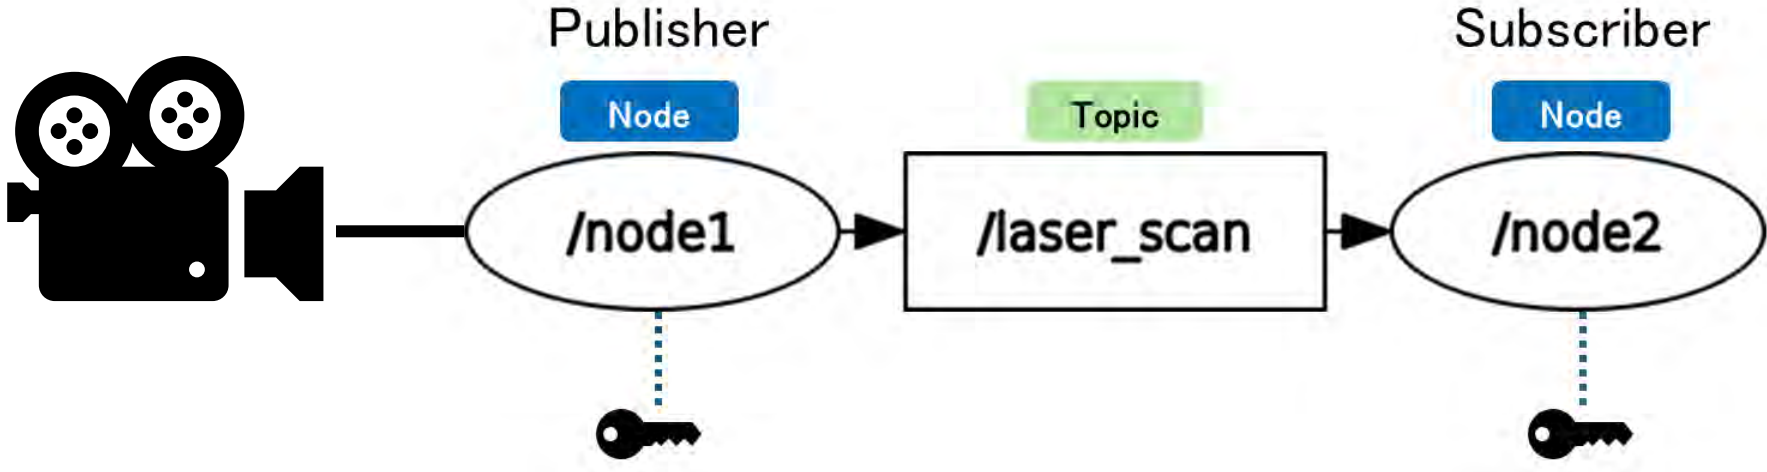 Publisher
Subscriber
Node
Topic
Node
/node1
/laser_scan
/node2